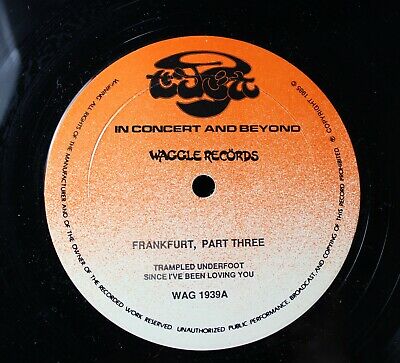 IN CONCERT AND BEYOND
WAGGLE RECÖRDS
FRANKFURT, PART THREE
TRAMPLED UNDERFOOT
SINCE I'VE BEEN LOVING YOU
WAG 1939A
WARNING. ALL RIGHTS OF THE MANUFACTURER AND OF THE OWNER OF THE RECORDED WORK RESERVED. UNAUTHORIZED PUBLIC PERFORMANCE, BROADCAST, AND COPYING OF THIS RECORD PROHIBITED. ℗ COPYRIGHT 1985 ©